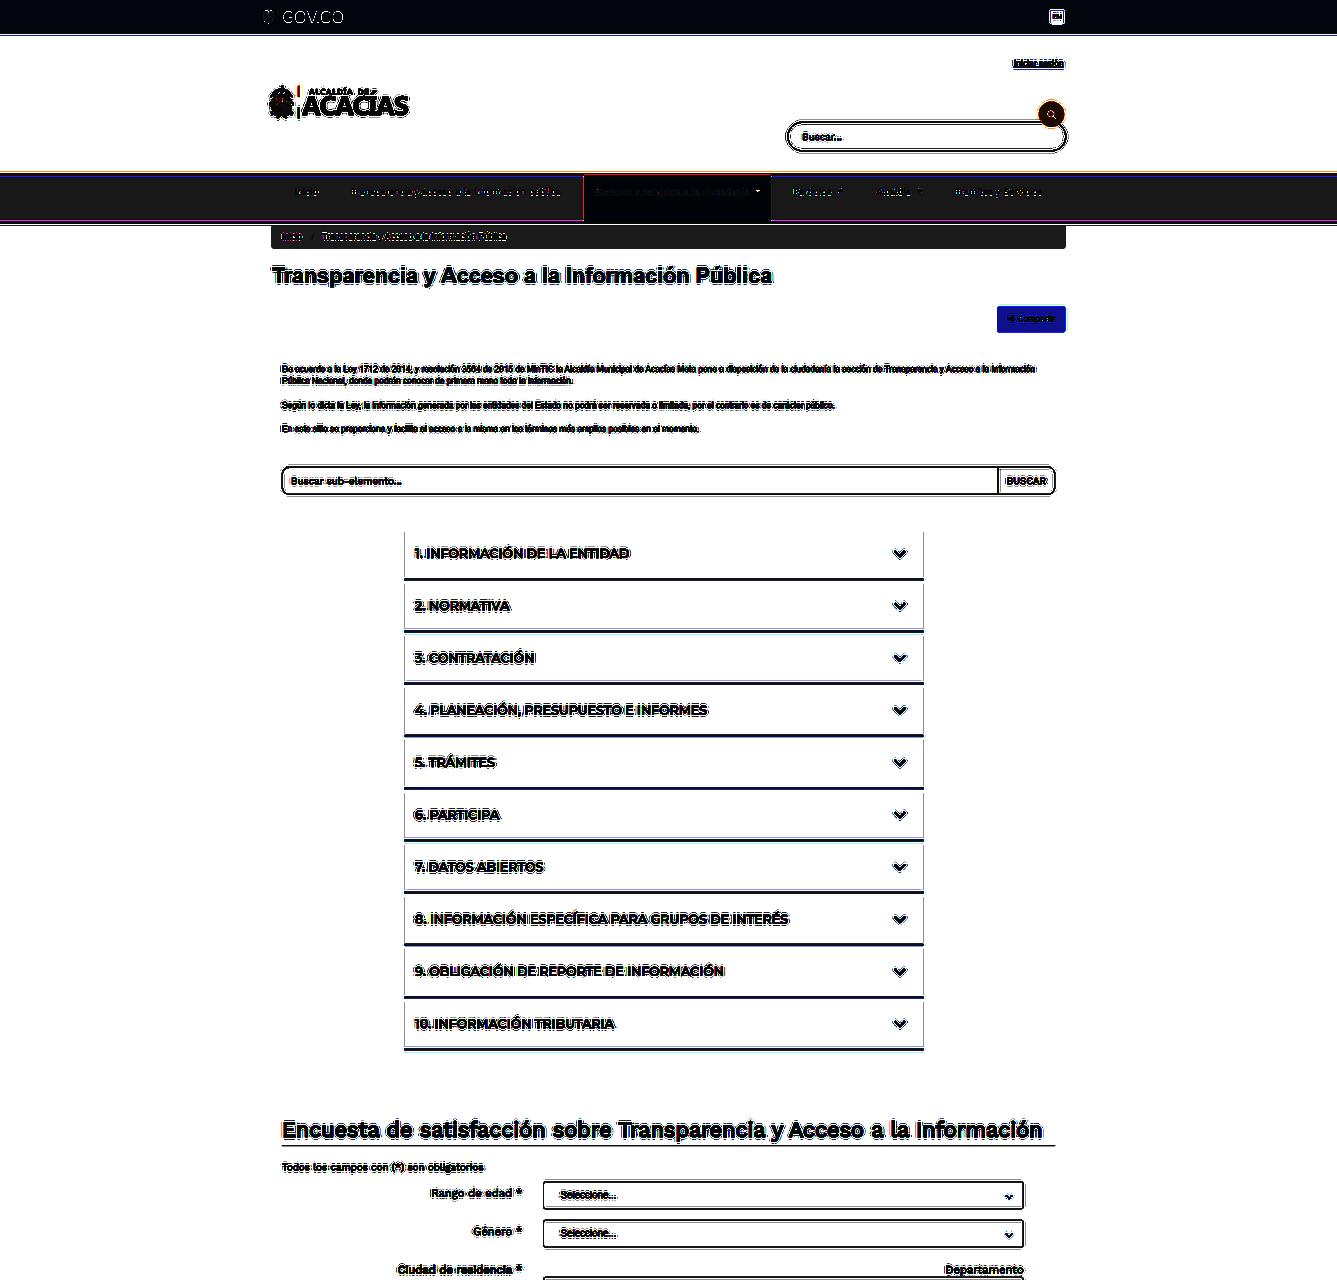 GOV.CO
EN
Iniciar sesión
ALCALDÍA DE
ACACÍAS
Buscar...
Inicio
Transparencia y Acceso a la Información Pública
Compartir
De acuerdo a la Ley 1712 de 2014, y resolución 3564 de 2015 de MinTIC la Alcaldía Municipal de Acacías Meta pone a disposición de la ciudadanía la sección de Transparencia y Acceso a la Información
Pública Nacional, donde podrán conocer de primera mano toda la información.
Según lo dicta la Ley, la información generada por las entidades del Estado no podrá ser reservada o limitada, por el contrario es de carácter público.
En este sitio se proporciona y facilita el acceso a la misma en los términos más amplios posibles en el momento.
Buscar sub-elemento...
BUSCAR
1. INFORMACIÓN DE LA ENTIDAD
2. NORMATIVA
3. CONTRATACIÓN
4. PLANEACIÓN, PRESUPUESTO E INFORMES
5. TRÁMITES
6. PARTICIPA
7. DATOS ABIERTOS
8. INFORMACIÓN ESPECÍFICA PARA GRUPOS DE INTERÉS
9. OBLIGACIÓN DE REPORTE DE INFORMACIÓN
10. INFORMACIÓN TRIBUTARIA
Encuesta de satisfacción sobre Transparencia y Acceso a la Información
Todos los campos con (*) son obligatorios
Rango de edad * Seleccione...
Género * Seleccione...
Ciudad de residencia * Departamento